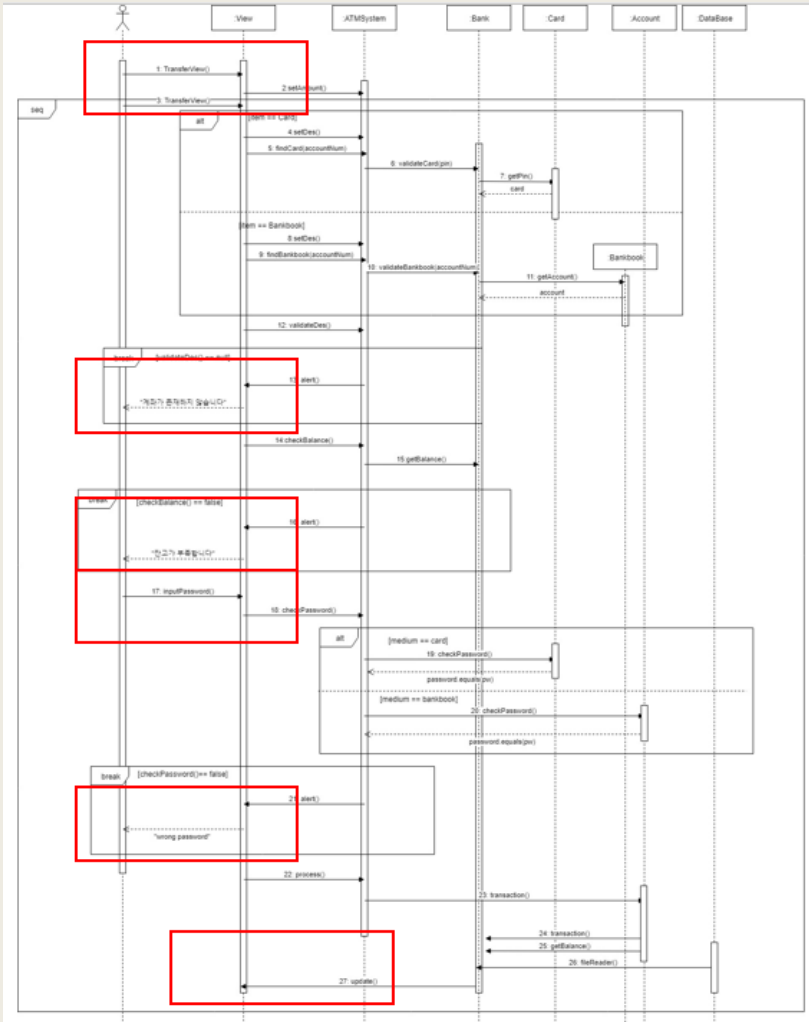 :View
:ATMSystem
:Bank
:Card
:Account
:DataBase
1: TransferView()
2:setAmount()
seq
3: TransferView()
alt
[item == Card]
4:setDes()
5: findCard(accountNum)
6: validateCard(pin)
7: getPin()
card
[item == Bankbook]
8:setDes()
9: findBankbook(accountNum)
:Bankbook
10: validateBankbook(accountNum)
11: getAccount()
account
12: validateDes()
break
13: alert()
"계좌가 존재하지 않습니다"
14:checkBalance()
15:getBalance()
break
[checkBalance() == false]
16: alert()
"잔고가 부족합니다"
17: inputPassword()
18: checkPassword()
alt
[medium == card]
19: checkPassword()
password.equals(pw)
[medium == bankbook]
20: checkPassword()
password.equals(pw)
break
[checkPassword()== false]
21: alert()
"wrong password"
22: process()
23: transaction()
24: transaction()
25: getBalance()
26: fileReader()
27: update()